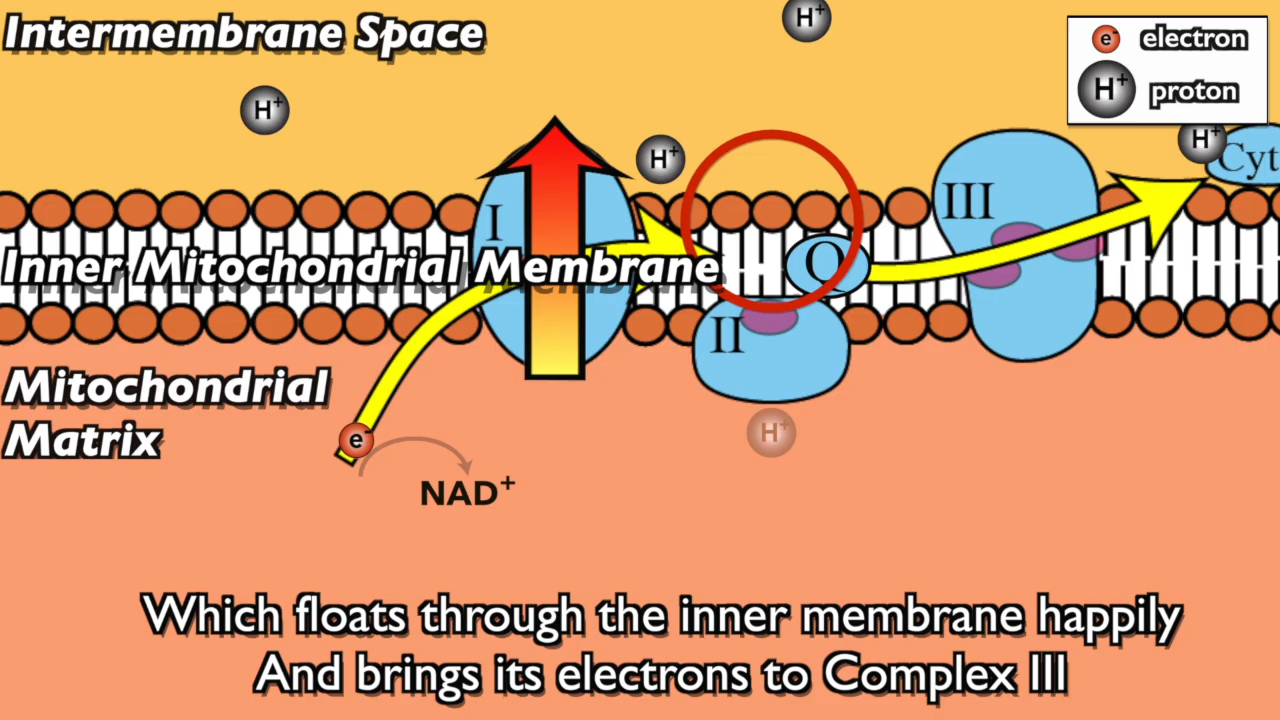 Intermembrane Space
H⁺
e⁻ electron
H⁺ proton
H⁺
H⁺
H⁺
Cyt
I
III
Inner Mitochondrial Membrane
Q
II
Mitochondrial
Matrix
e⁻
H⁺
NAD⁺
Which floats through the inner membrane happily
And brings its electrons to Complex III